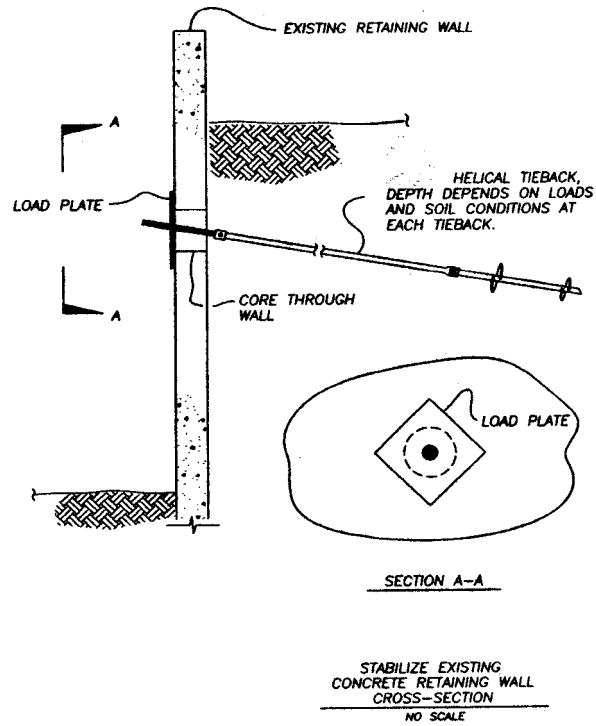 EXISTING RETAINING WALL
A
HELICAL TIEBACK,
DEPTH DEPENDS ON LOADS
AND SOIL CONDITIONS AT
EACH TIEBACK.
LOAD PLATE
CORE THROUGH
WALL
A
LOAD PLATE
SECTION A-A
STABILIZE EXISTING
CONCRETE RETAINING WALL
CROSS-SECTION
NO SCALE